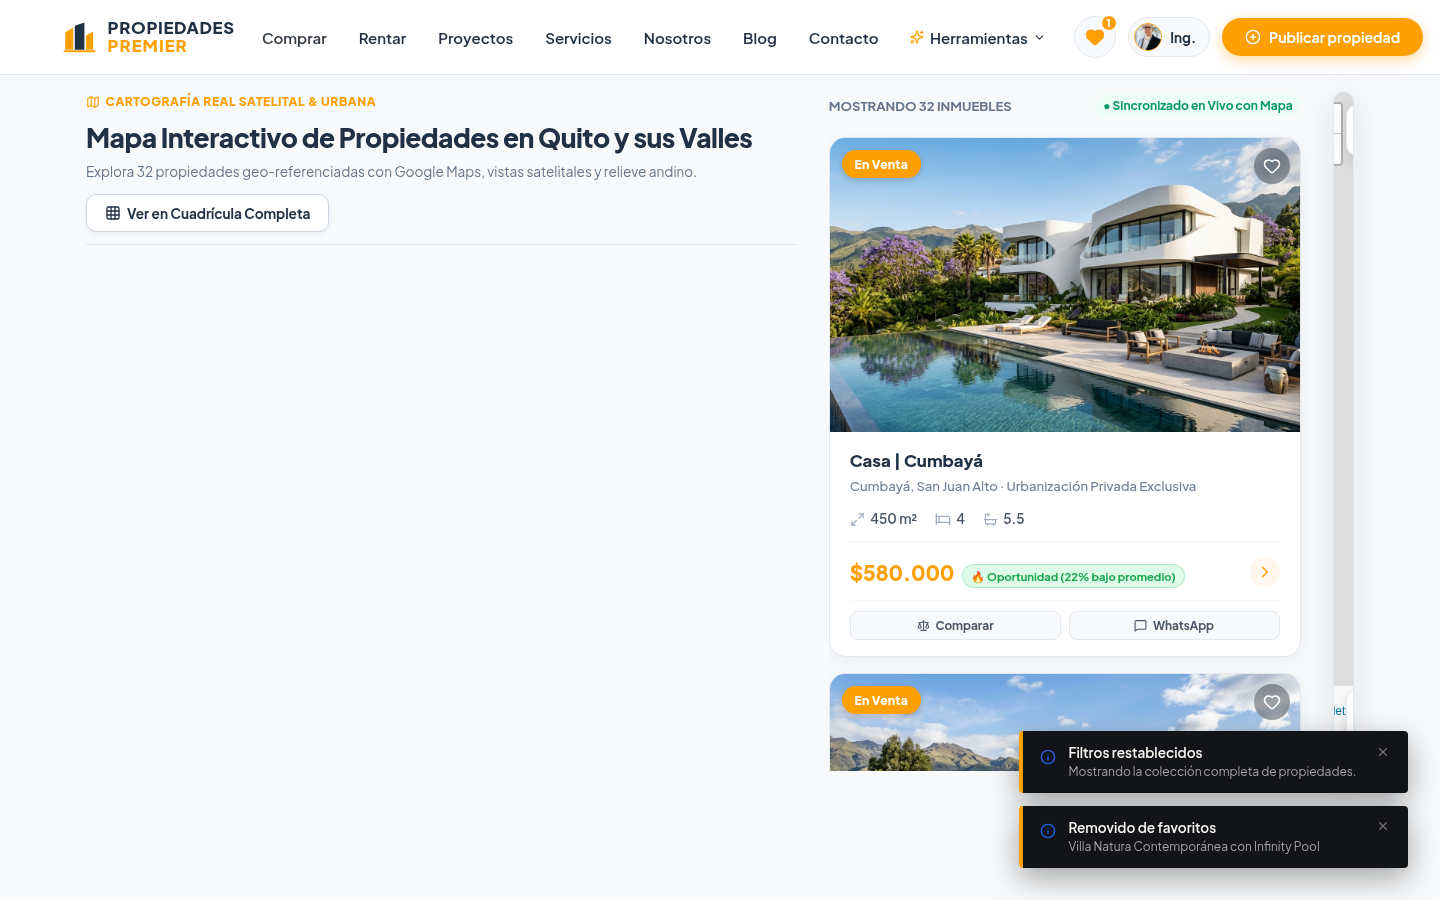 PROPIEDADES
PREMIER
Comprar
Rentar
Proyectos
Servicios
Nosotros
Blog
Contacto
Herramientas
1
Ing.
Publicar propiedad
CARTOGRAFÍA REAL SATELITAL & URBANA
Mapa Interactivo de Propiedades en Quito y sus Valles
Explora 32 propiedades geo-referenciadas con Google Maps, vistas satelitales y relieve andino.
Ver en Cuadrícula Completa
MOSTRANDO 32 INMUEBLES
● Sincronizado en Vivo con Mapa
En Venta
Casa | Cumbayá
Cumbayá, San Juan Alto · Urbanización Privada Exclusiva
450 m²
4
5.5
$580.000
🔥 Oportunidad (22% bajo promedio)
Comparar
WhatsApp
En Venta
Filtros restablecidos
Mostrando la colección completa de propiedades.
Removido de favoritos
Villa Natura Contemporánea con Infinity Pool